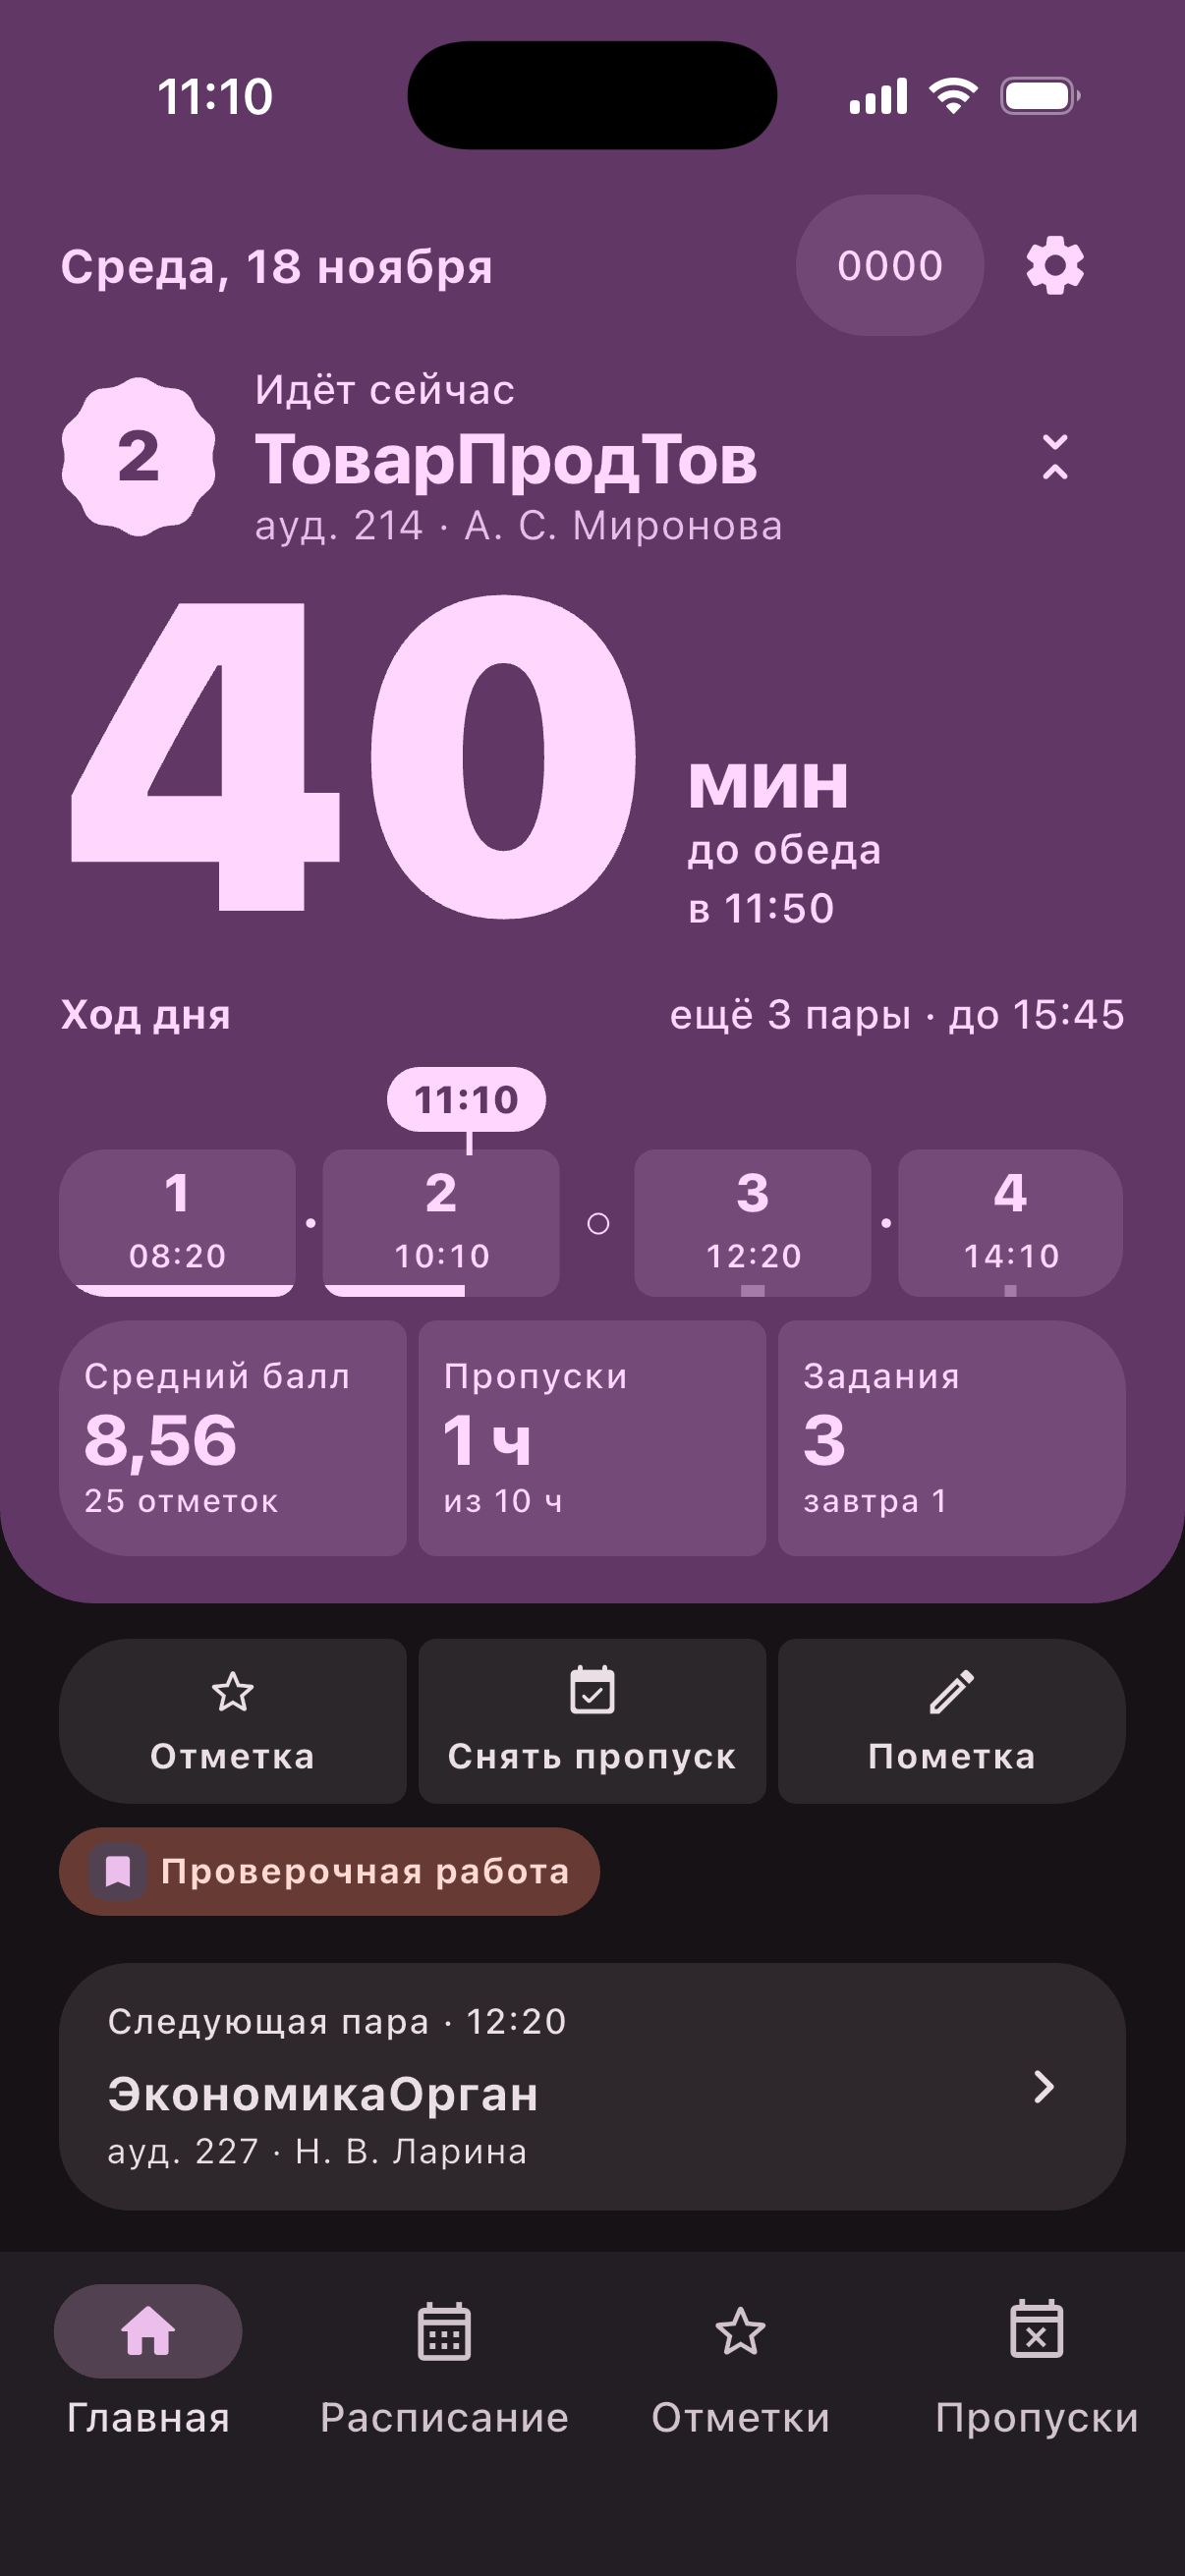 11:10
Среда, 18 ноября
0000
2
Идёт сейчас
ТоварПродТов
ауд. 214 · А. С. Миронова
40
мин
до обеда
в 11:50
Ход дня
ещё 3 пары · до 15:45
11:10
1
2
3
4
08:20
10:10
12:20
14:10
Средний балл
8,56
25 отметок
Пропуски
1 ч
из 10 ч
Задания
3
завтра 1
Отметка
Снять пропуск
Пометка
Проверочная работа
Следующая пара · 12:20
ЭкономикаОрган
ауд. 227 · Н. В. Ларина
Главная
Расписание
Отметки
Пропуски